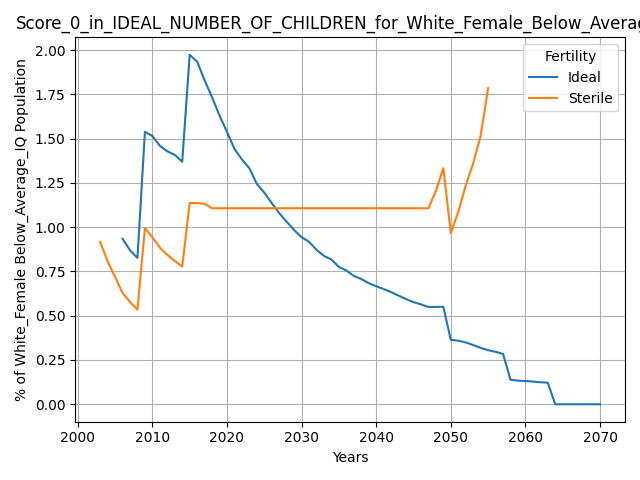 Score_0_in_IDEAL_NUMBER_OF_CHILDREN_for_White_Female_Below_Averag
% of White_Female Below_Average_IQ Population
2.00
1.75
1.50
1.25
1.00
0.75
0.50
0.25
0.00
Fertility
Ideal
Sterile
2000
2010
2020
2030
2040
2050
2060
2070
Years